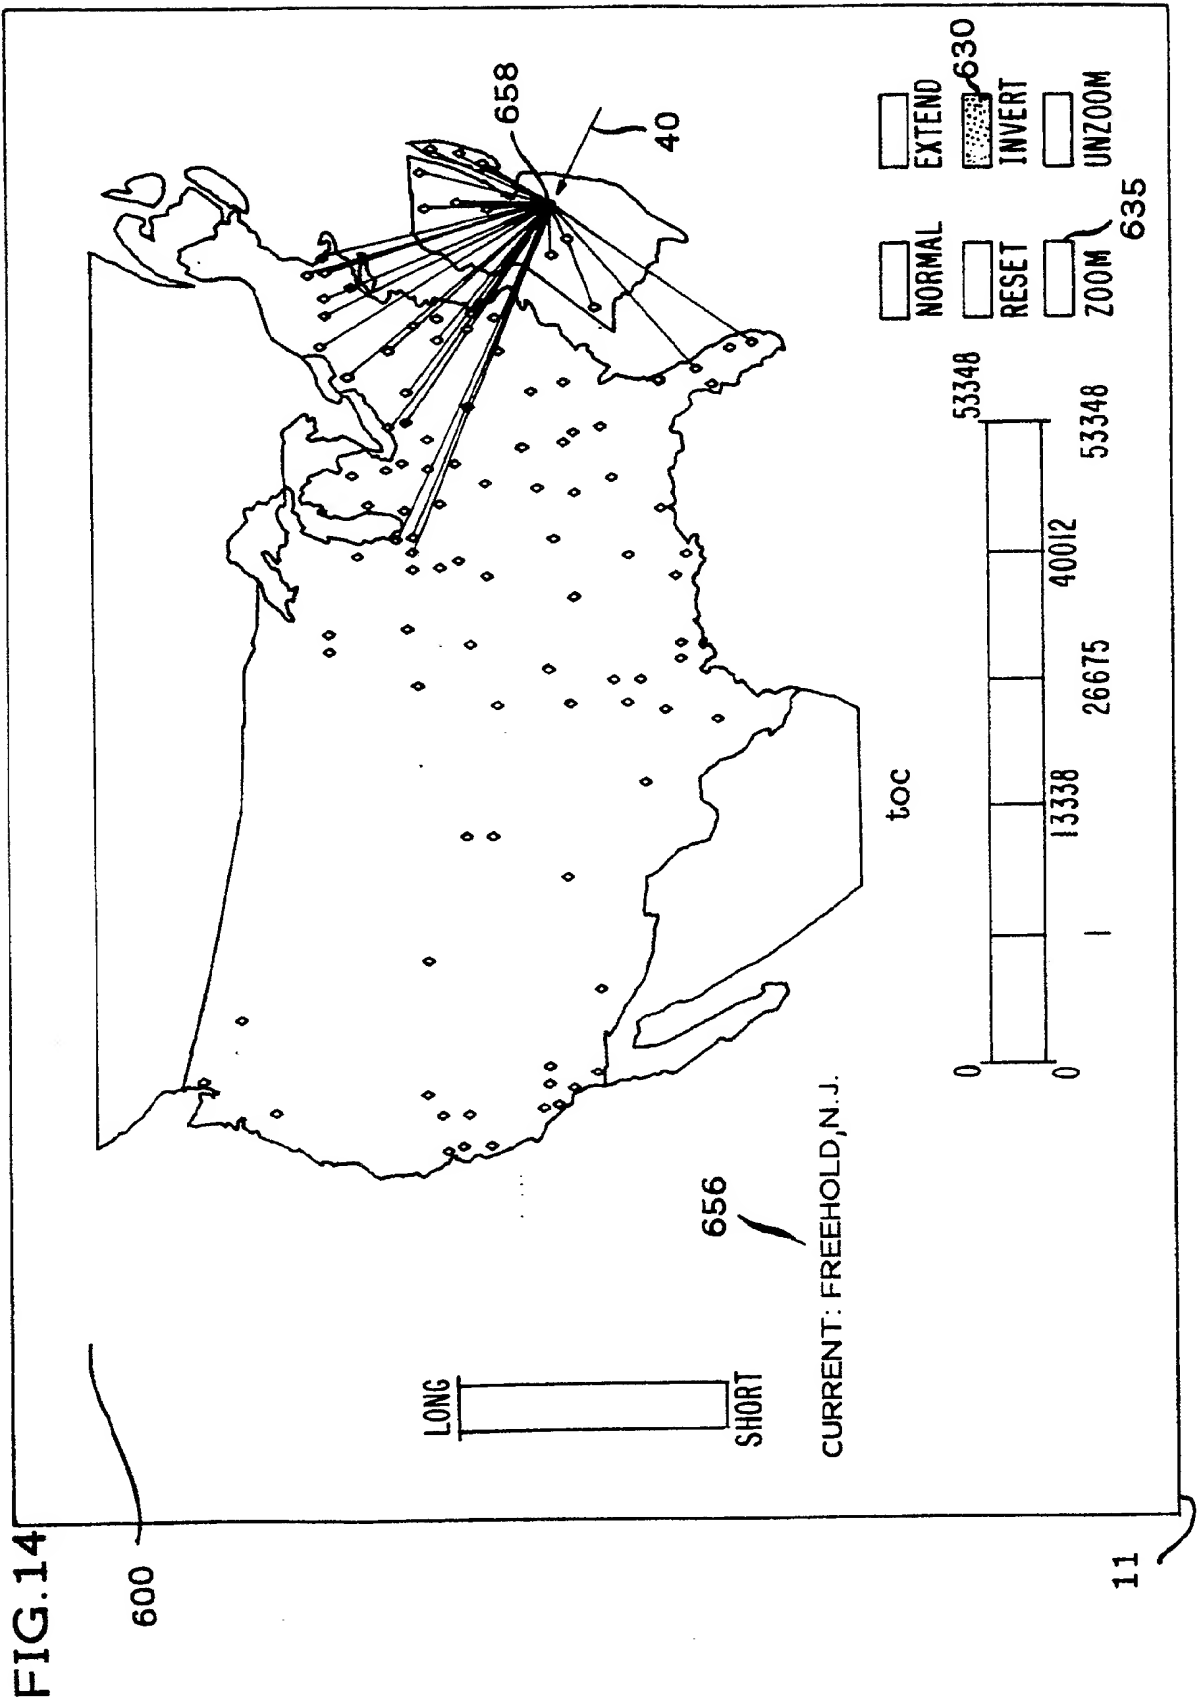 FIG.14
600
11
658
40
LONG
SHORT
656
CURRENT: FREEHOLD,N.J.
toc
0
53348
0
1
13338
26675
40012
53348
NORMAL
EXTEND
630
RESET
INVERT
ZOOM
UNZOOM
635